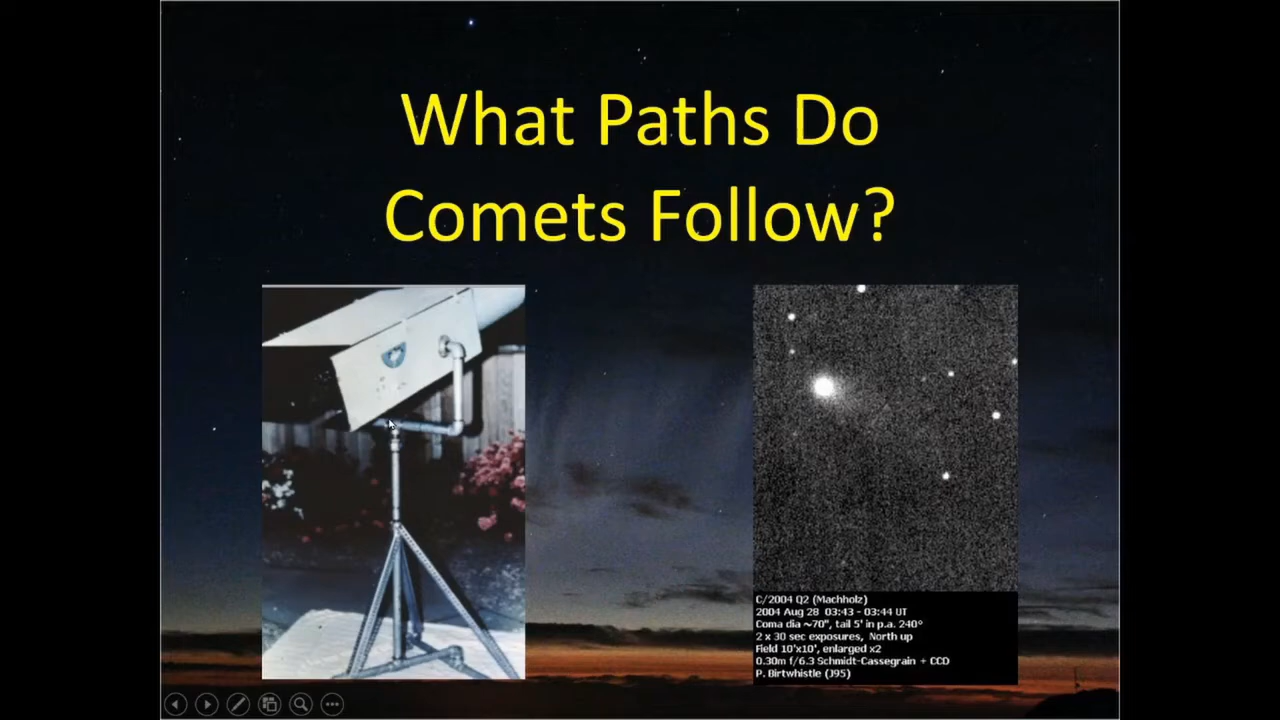 What Paths Do
Comets Follow?
C/2004 Q2 (Machholz)
2004 Aug 28 03:43 - 03:44 UT
Coma dia ~70", tail 5' in p.a. 240°
2 x 30 sec exposures, North up
Field 10'x10', enlarged x2
0.30m f/6.3 Schmidt-Cassegrain + CCD
P. Birtwhistle (J95)